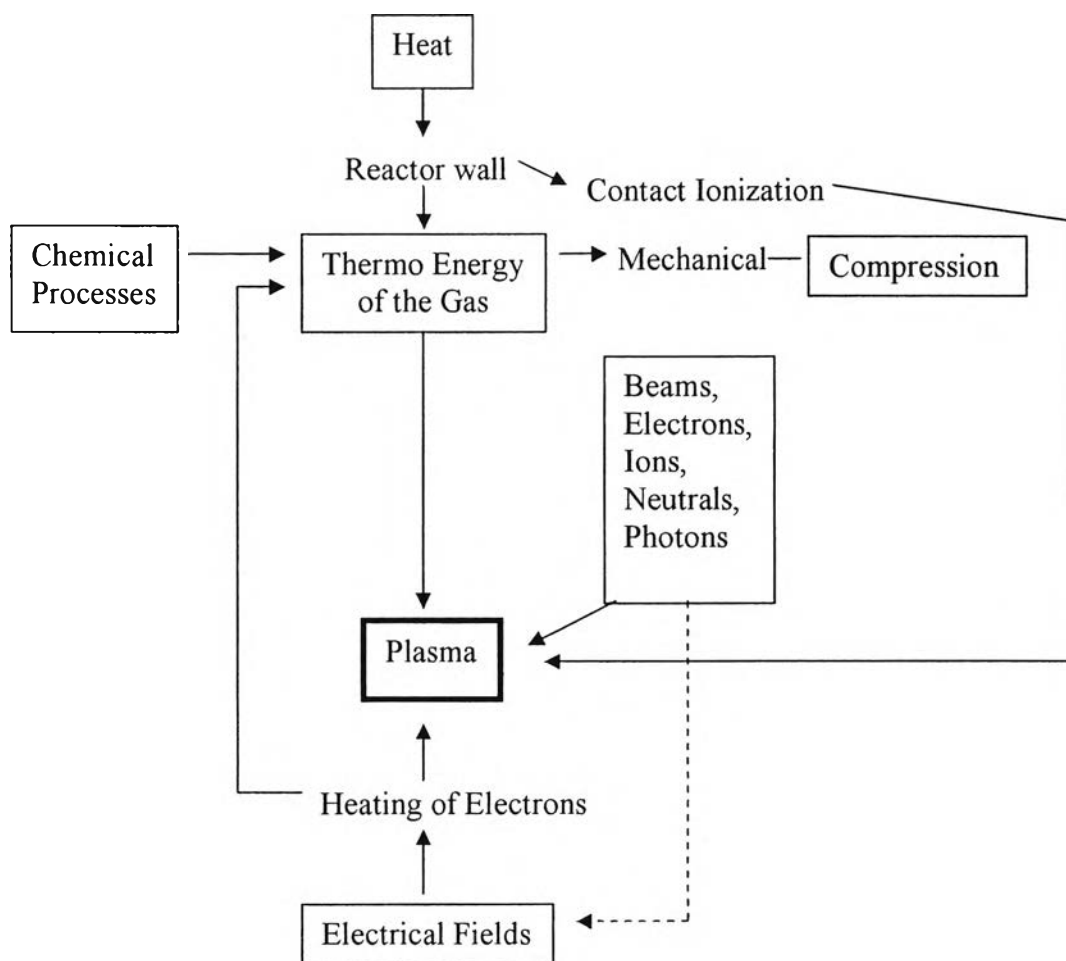 Heat
Reactor wall
Contact Ionization
Chemical
Processes
Thermo Energy
of the Gas
Mechanical
Compression
Beams,
Electrons,
Ions,
Neutrals,
Photons
Plasma
Heating of Electrons
Electrical Fields